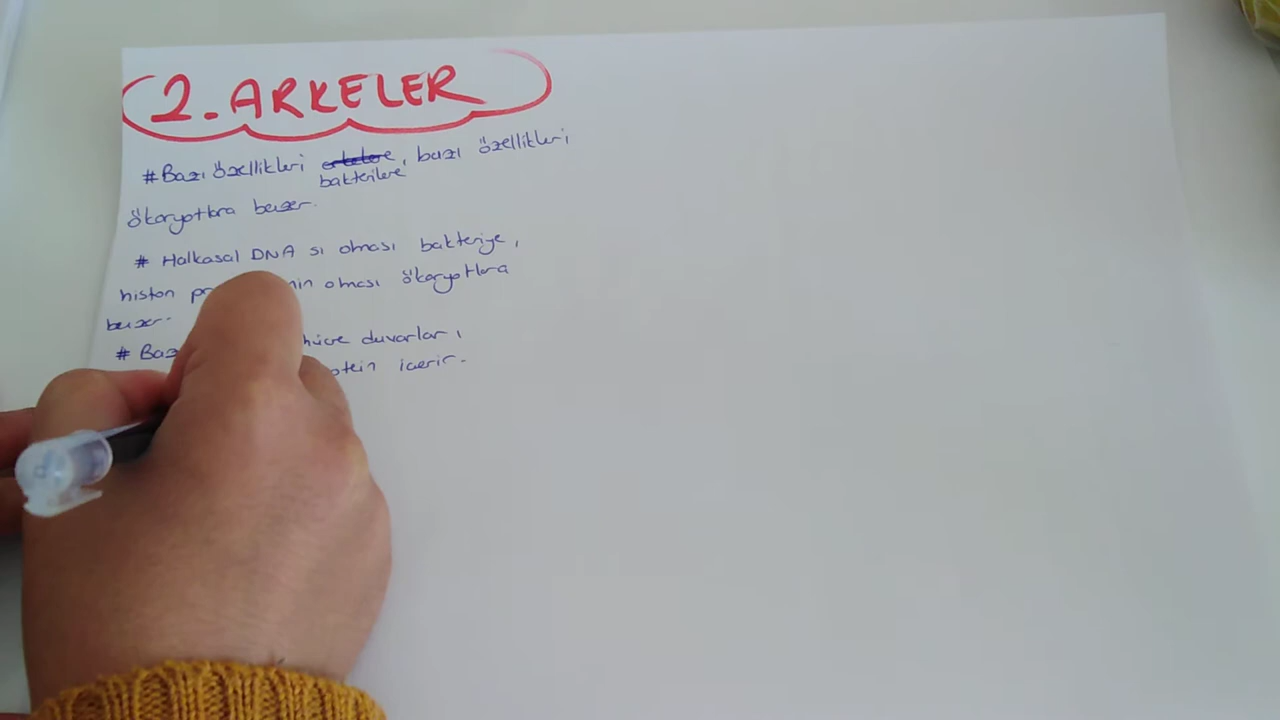 2. ARKELER
#Bazı özellikleri , bazı özellikleri
bakterilere
ökaryotlara benzer.
# Halkasal DNA sı olması bakteriye,
histon olması ökaryotlara
benzer.
# duvarları
içerir.